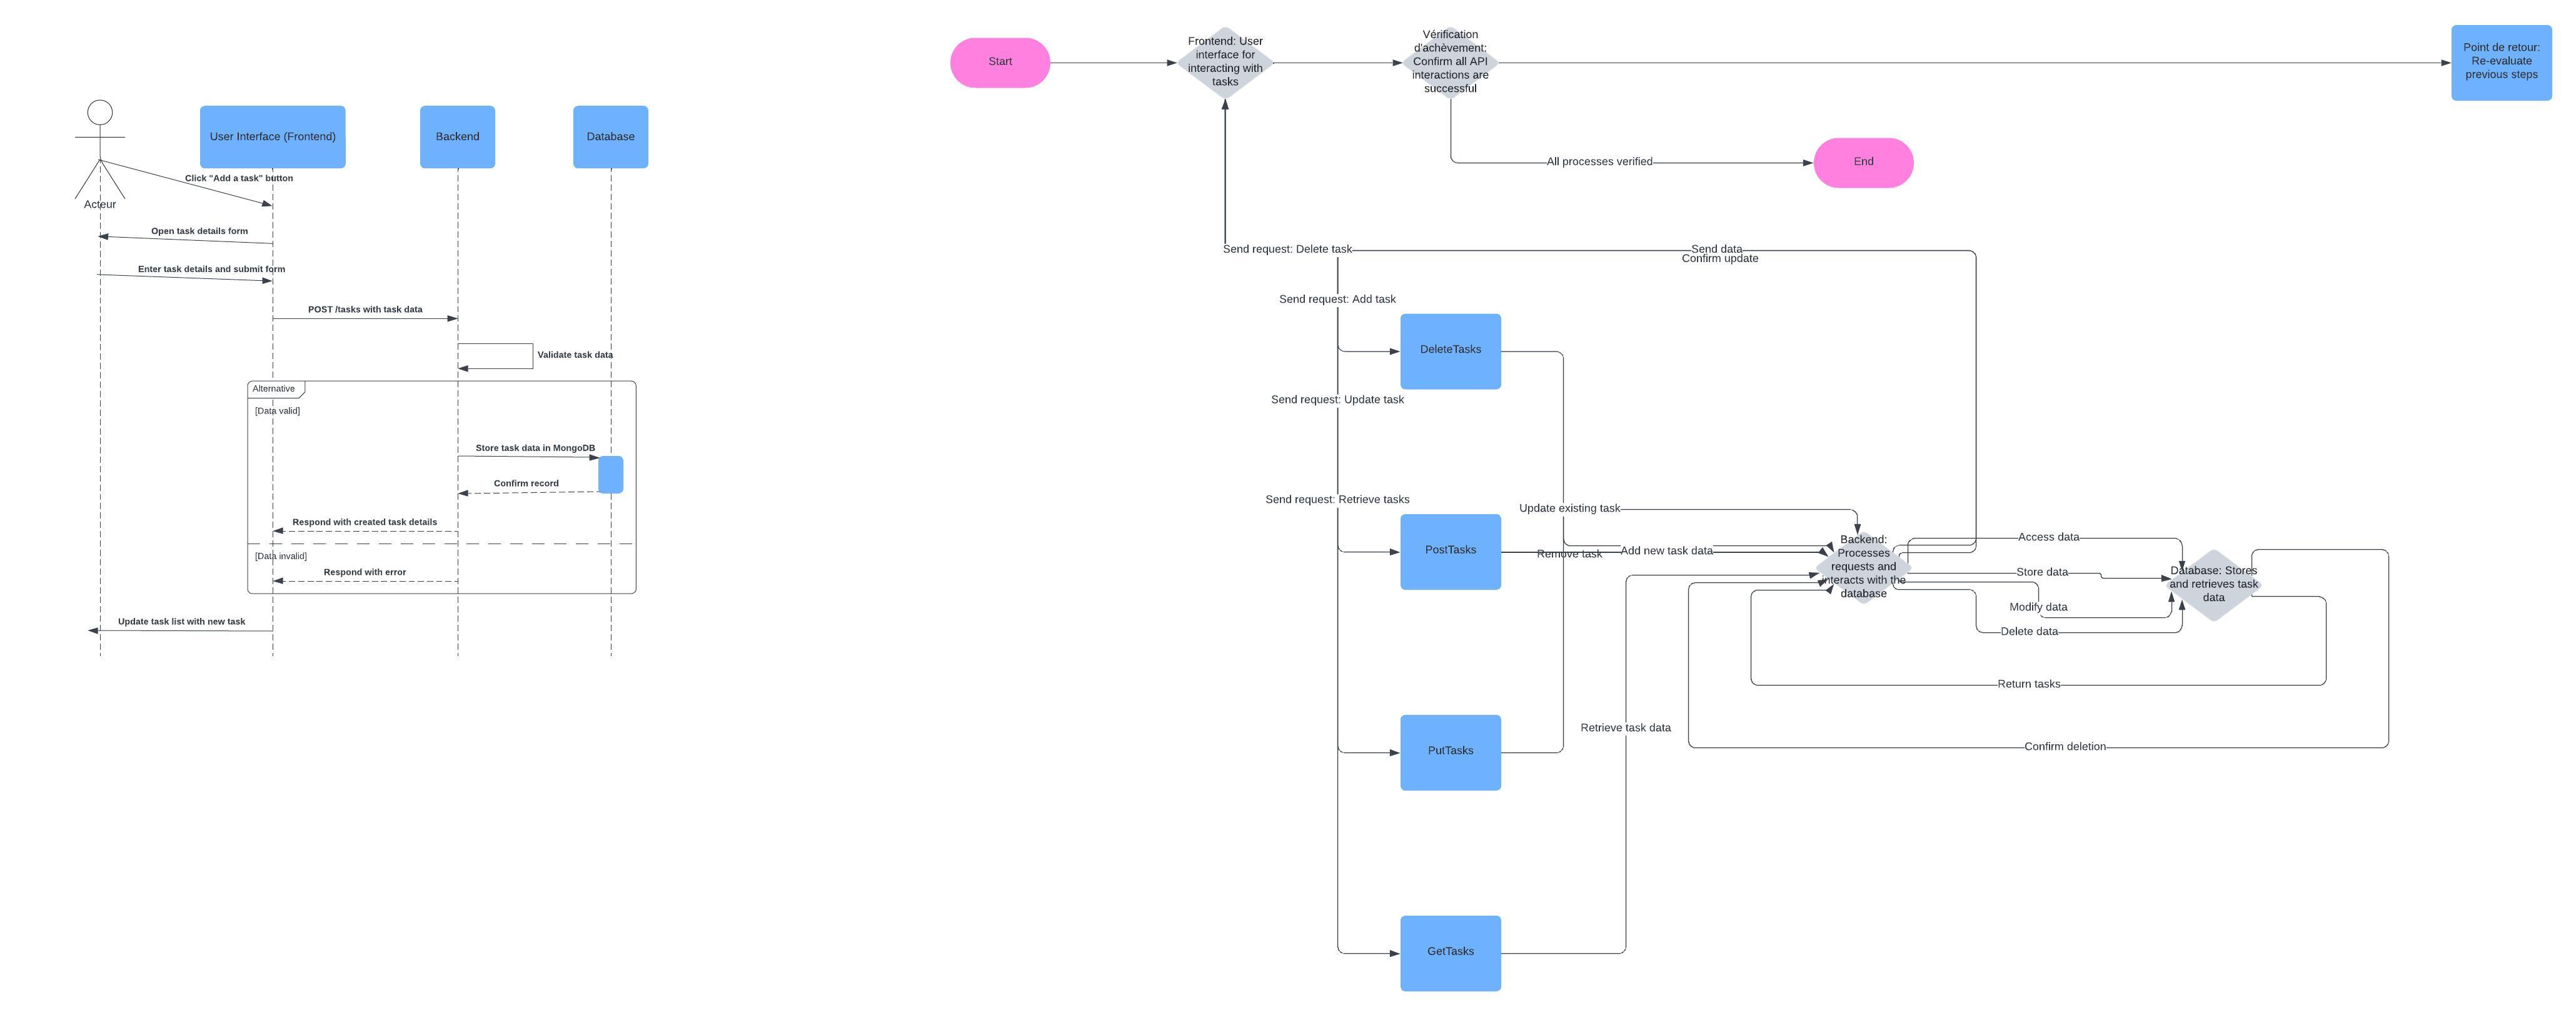 User Interface (Frontend)
Backend
Database
Click "Add a task" button
Acteur
Open task details form
Enter task details and submit form
POST /tasks with task data
Validate task data
Alternative
[Data valid]
Store task data in MongoDB
Confirm record
Respond with created task details
[Data invalid]
Respond with error
Update task list with new task
Start
Frontend: User
interface for
interacting with
tasks
Vérification
d'achèvement:
Confirm all API
interactions are
successful
Point de retour:
Re-evaluate
previous steps
All processes verified
End
Send request: Delete task
Send data
Confirm update
Send request: Add task
DeleteTasks
Send request: Update task
Send request: Retrieve tasks
Update existing task
PostTasks
Remove task
Add new task data
Backend:
Processes
requests and
interacts with the
database
Access data
Store data
Modify data
Delete data
Database: Stores
and retrieves task
data
Return tasks
Retrieve task data
Confirm deletion
PutTasks
GetTasks